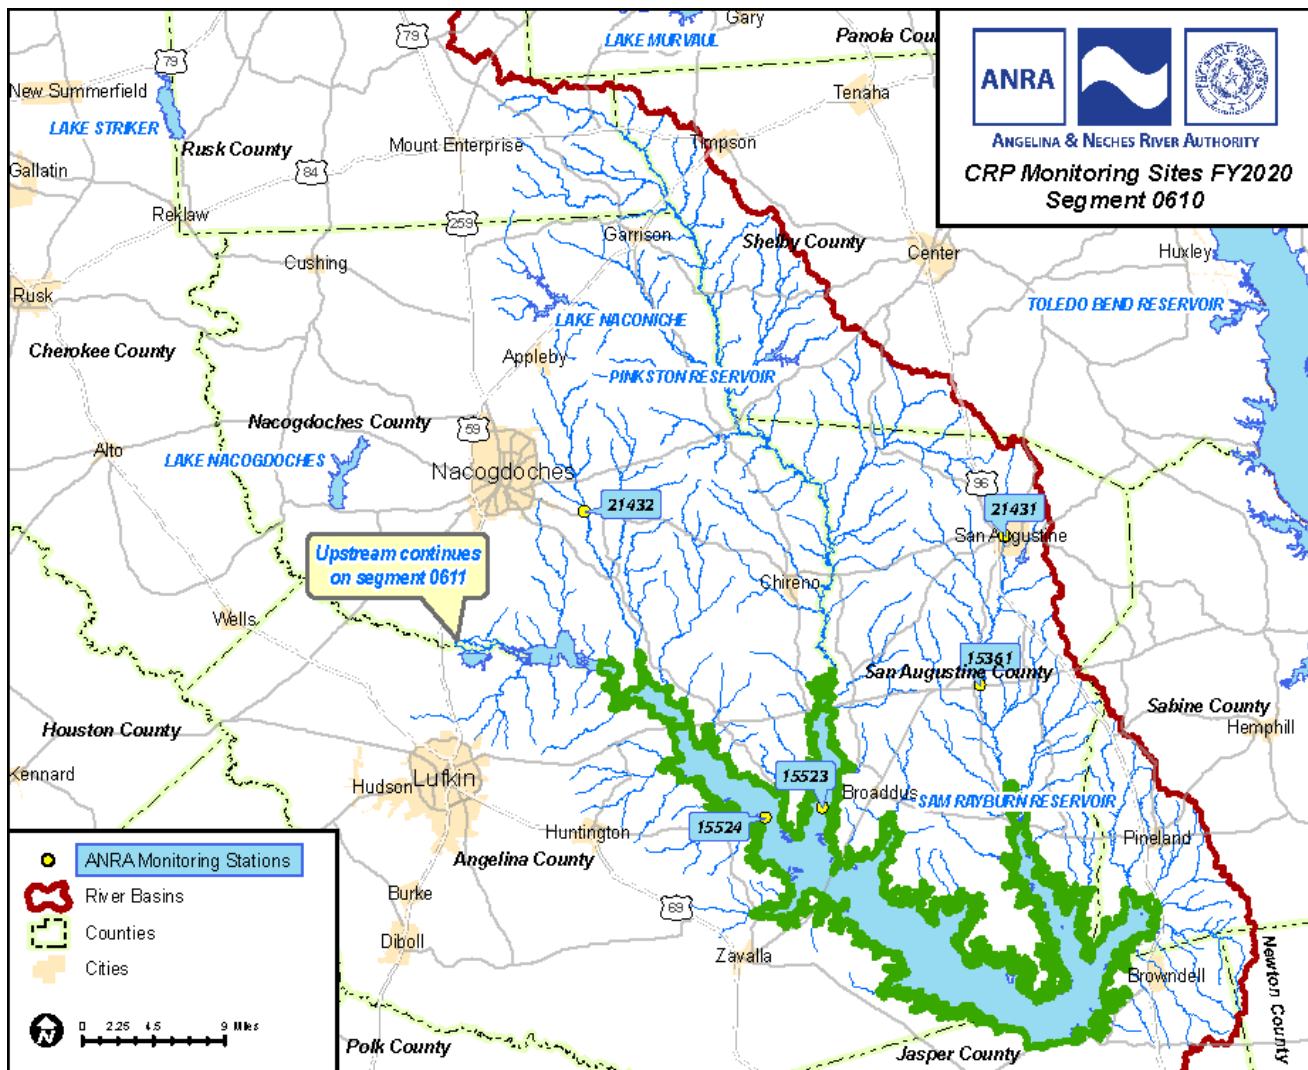 79
Gary
LAKE MURVAUL
Panola Cou
ANRA
ANGELINA & NECHES RIVER AUTHORITY
CRP Monitoring Sites FY2020
Segment 0610
79
New Summerfield
Tenaha
LAKE STRIKER
Rusk County
Mount Enterprise
Timpson
Gallatin
84
Reklaw
259
Garrison
Shelby County
Center
Huxley
Cushing
Rusk
TOLEDO BEND RESERVOIR
LAKE NACONICHE
Cherokee County
Appleby
PINKSTON RESERVOIR
Nacogdoches County
59
Alto
LAKE NACOGDOCHES
Nacogdoches
96
21432
21431
San Augustine
Upstream continues
on segment 0611
Chireno
Wells
15361
San Augustine County
Houston County
Sabine County
Hemphill
Kennard
Hudson
Lufkin
15523
Broaddus
SAM RAYBURN RESERVOIR
15524
Huntington
Pineland
Angelina County
ANRA Monitoring Stations
River Basins
Counties
Cities
Burke
69
Diboll
Zavalla
Browndell
Newton County
N
0 2.25 4.5 9 Miles
Polk County
Jasper County